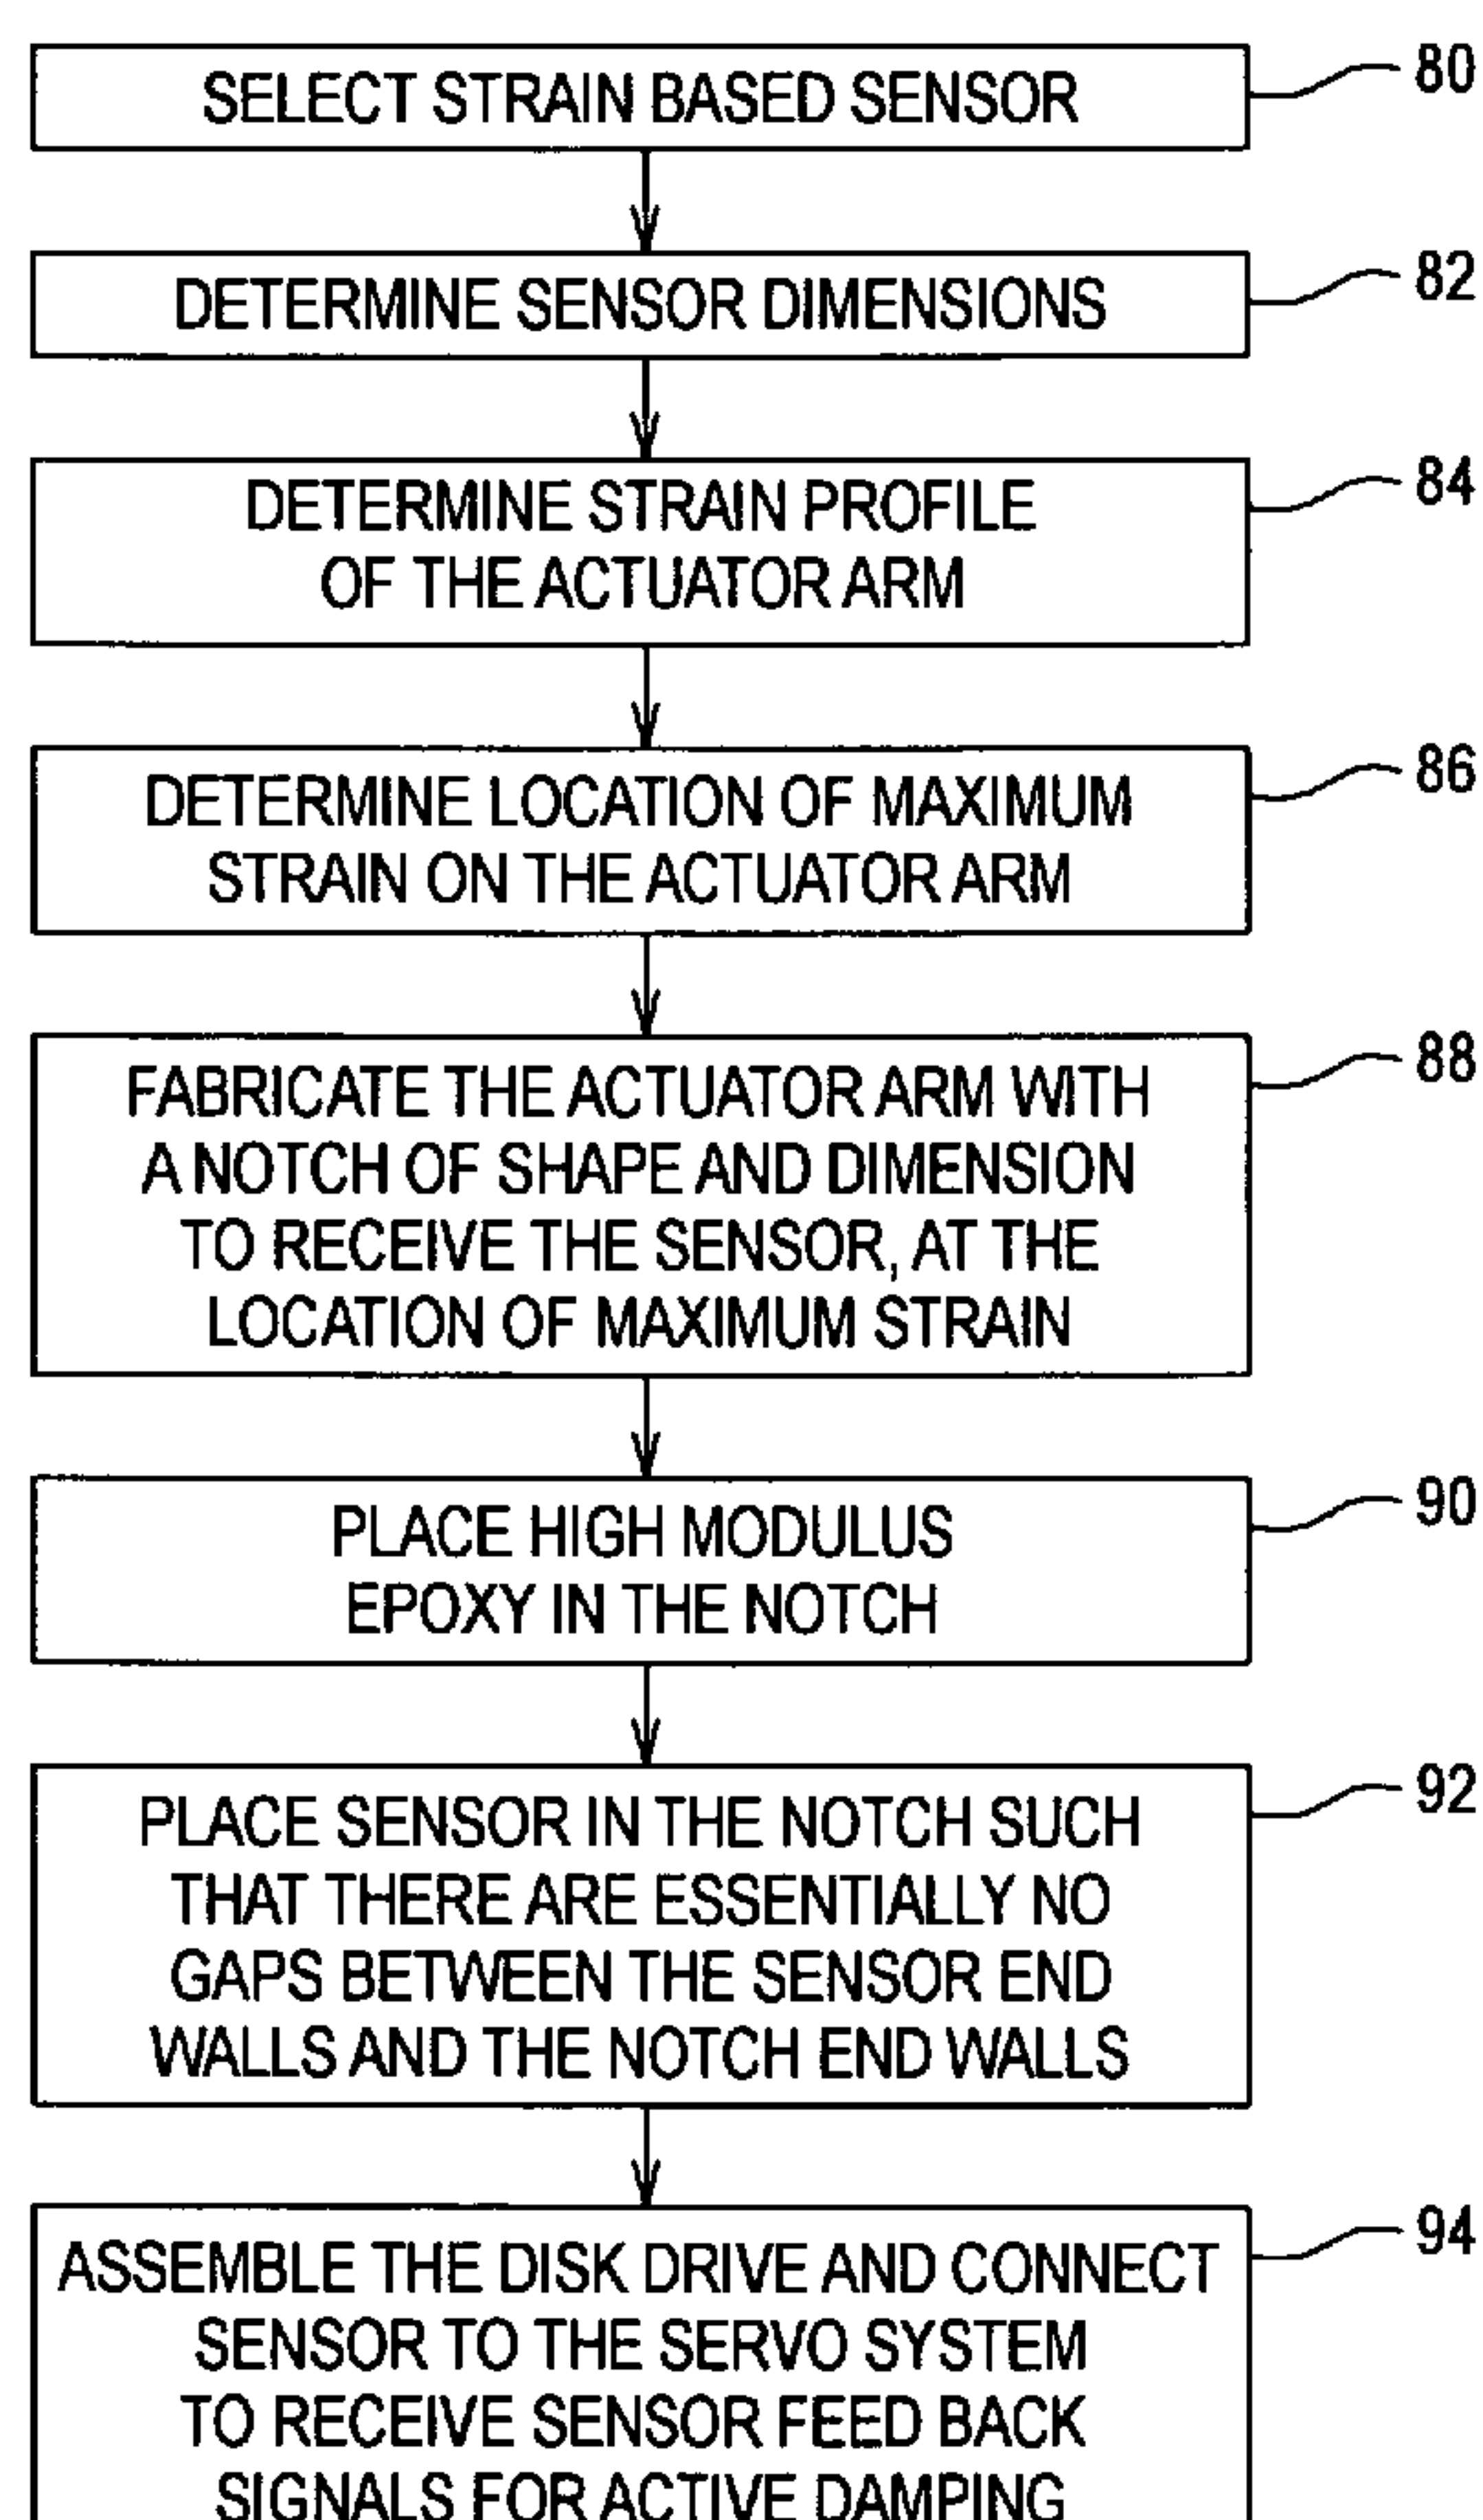 SELECT STRAIN BASED SENSOR
80
DETERMINE SENSOR DIMENSIONS
82
DETERMINE STRAIN PROFILE
OF THE ACTUATOR ARM
84
DETERMINE LOCATION OF MAXIMUM
STRAIN ON THE ACTUATOR ARM
86
FABRICATE THE ACTUATOR ARM WITH
A NOTCH OF SHAPE AND DIMENSION
TO RECEIVE THE SENSOR, AT THE
LOCATION OF MAXIMUM STRAIN
88
PLACE HIGH MODULUS
EPOXY IN THE NOTCH
90
PLACE SENSOR IN THE NOTCH SUCH
THAT THERE ARE ESSENTIALLY NO
GAPS BETWEEN THE SENSOR END
WALLS AND THE NOTCH END WALLS
92
ASSEMBLE THE DISK DRIVE AND CONNECT
SENSOR TO THE SERVO SYSTEM
TO RECEIVE SENSOR FEED BACK
SIGNALS FOR ACTIVE DAMPING
94